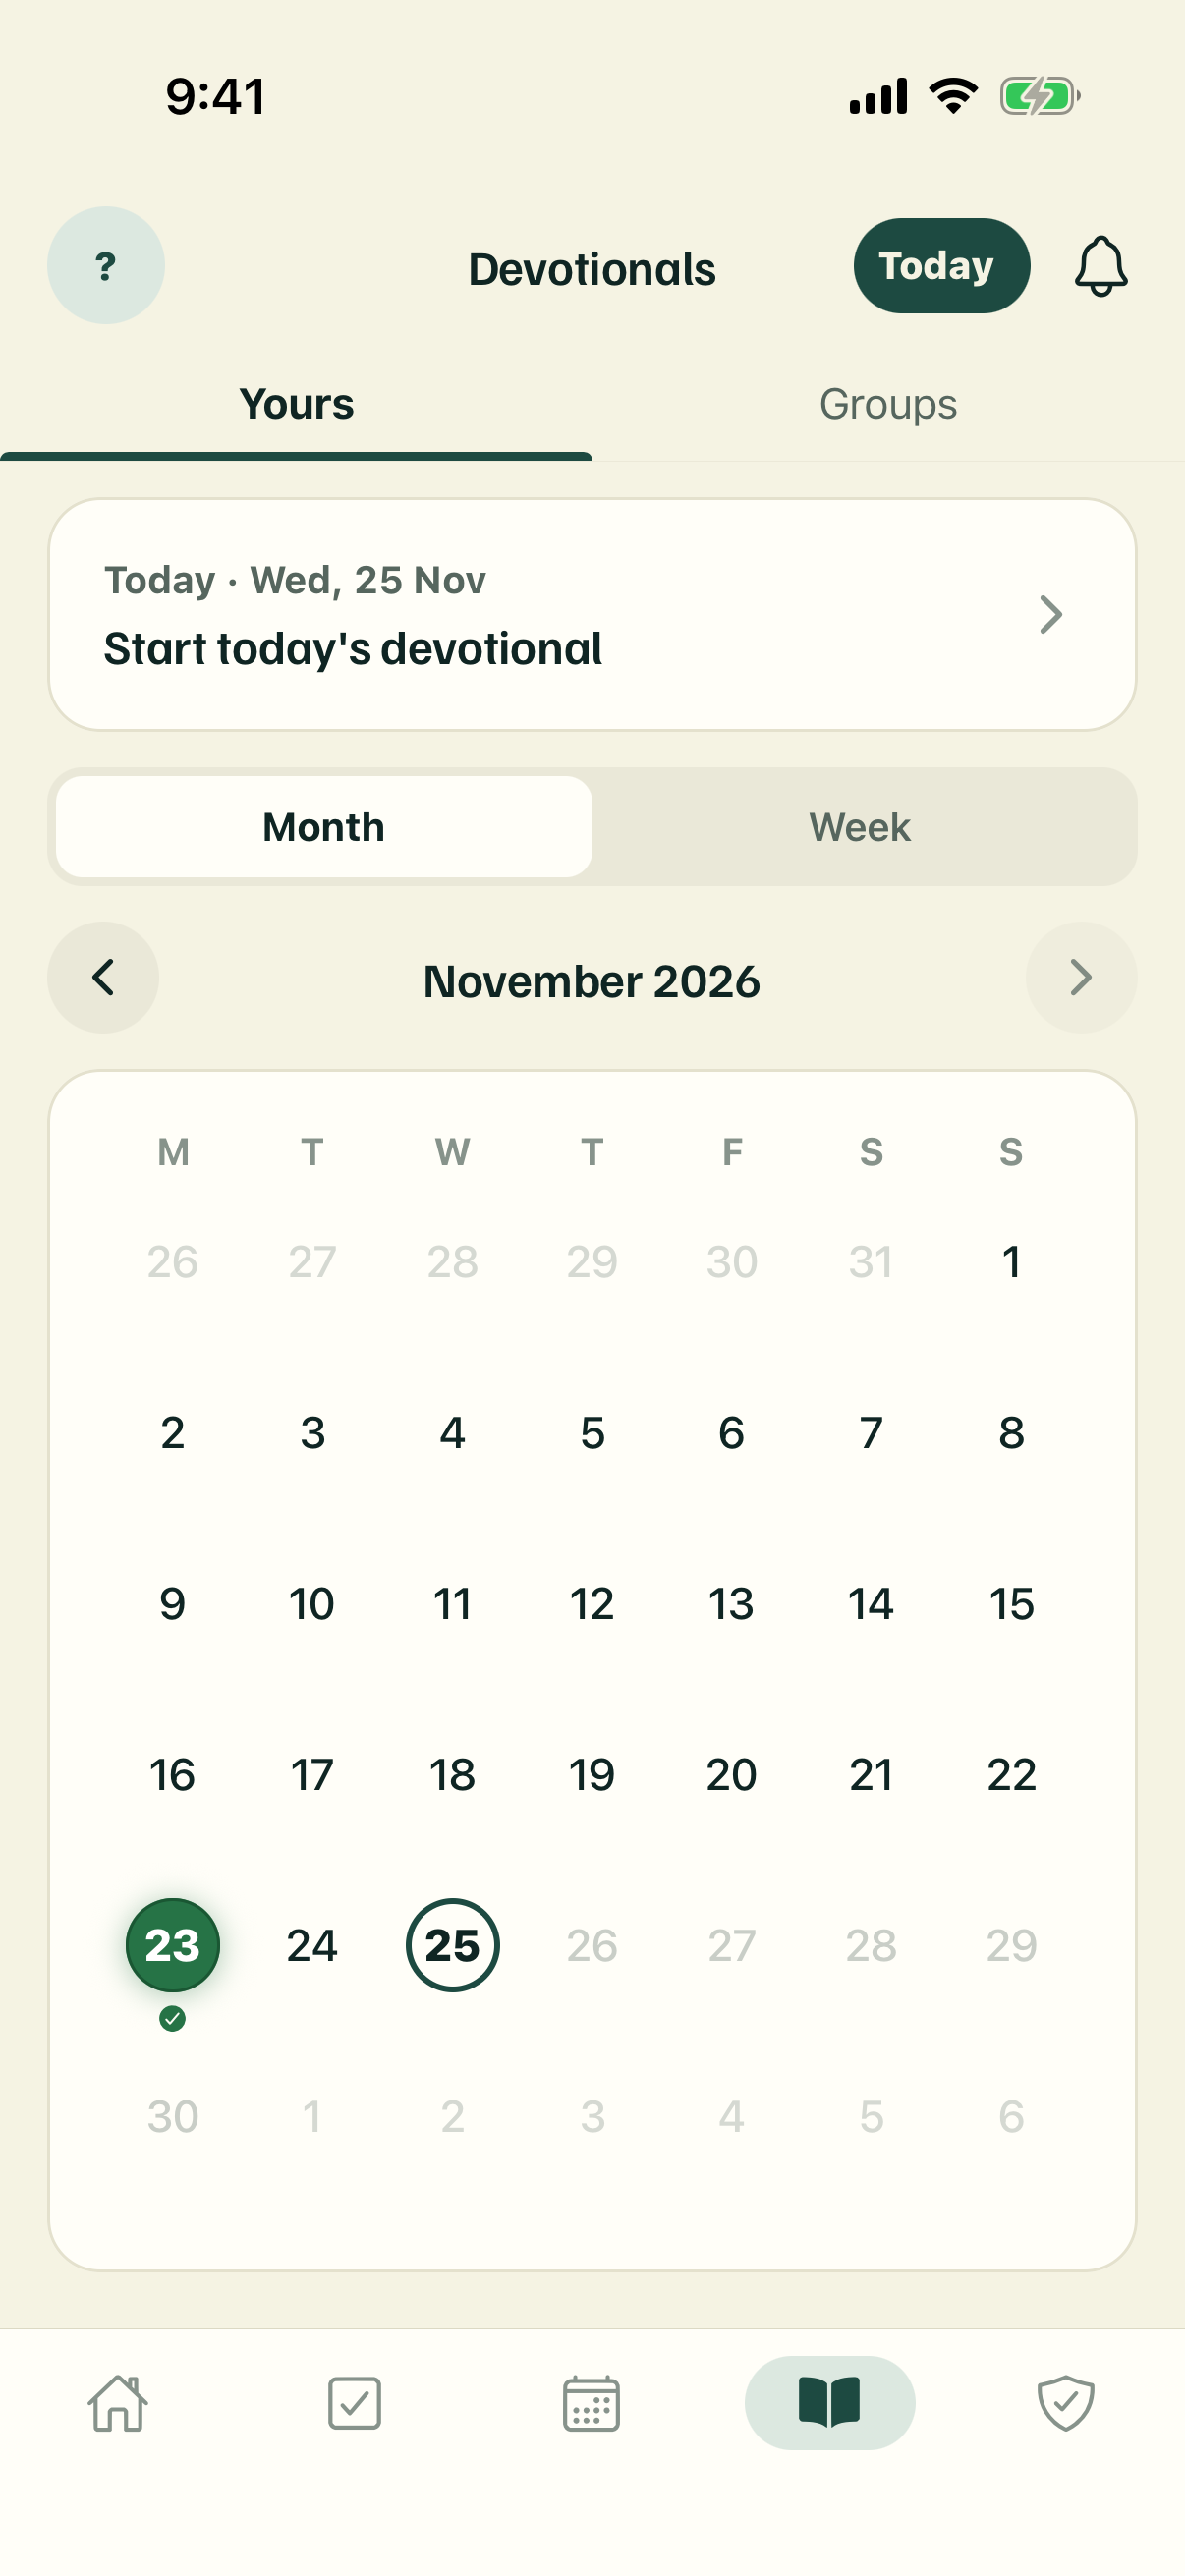 9:41
?
Devotionals
Today
Yours
Groups
Today · Wed, 25 Nov
Start today's devotional
Month
Week
November 2026
M T W T F S S
26 27 28 29 30 31 1
2 3 4 5 6 7 8
9 10 11 12 13 14 15
16 17 18 19 20 21 22
23 24 25 26 27 28 29
30 1 2 3 4 5 6